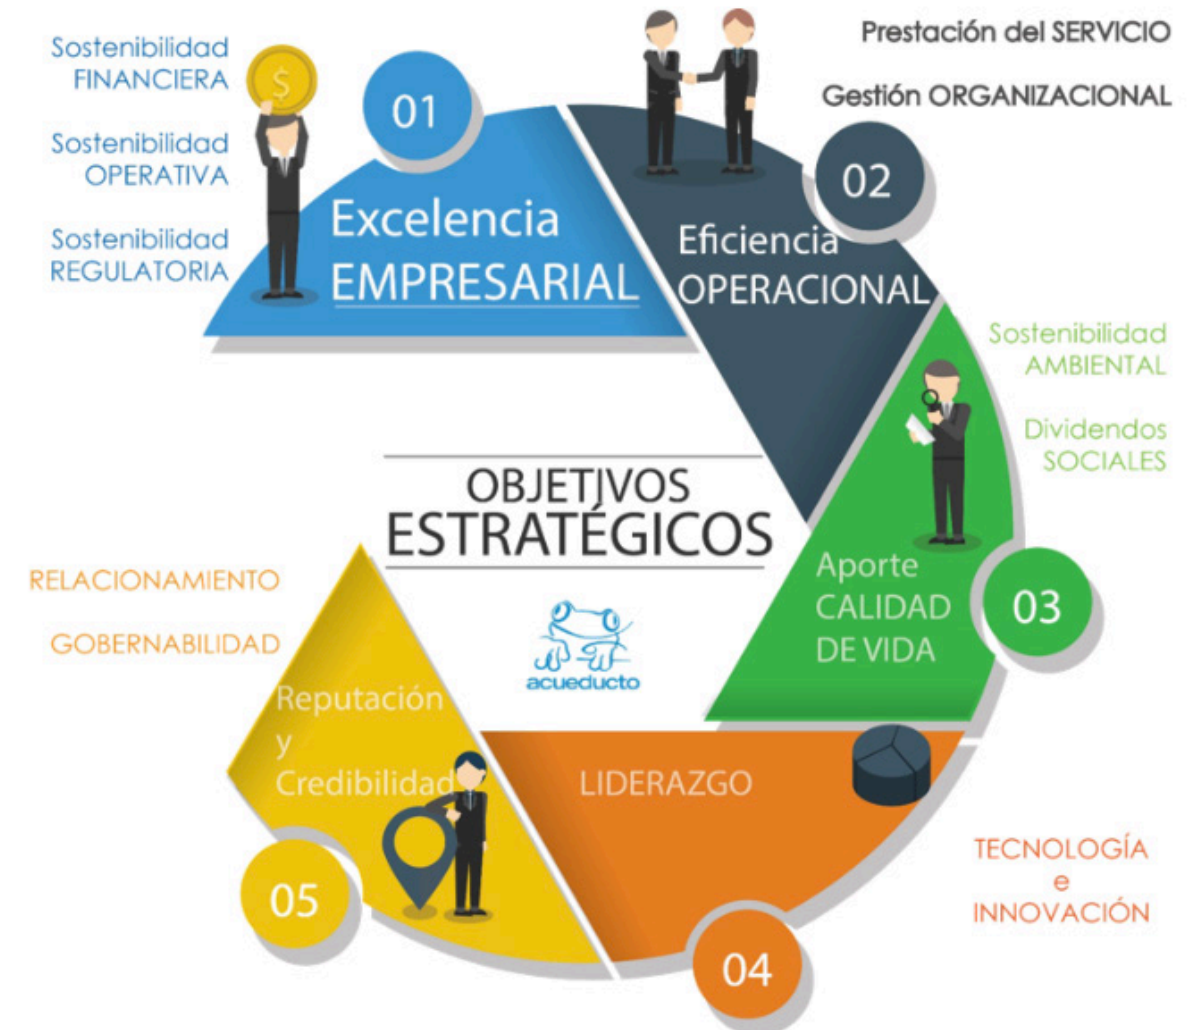 Sostenibilidad
FINANCIERA
Sostenibilidad
OPERATIVA
Sostenibilidad
REGULATORIA
$
01
Excelencia
EMPRESARIAL
Prestación del SERVICIO
Gestión ORGANIZACIONAL
02
Eficiencia
OPERACIONAL
Sostenibilidad
AMBIENTAL
Dividendos
SOCIALES
Aporte
CALIDAD
DE VIDA
03
OBJETIVOS
ESTRATÉGICOS
acueducto
LIDERAZGO
TECNOLOGÍA
e
INNOVACIÓN
04
RELACIONAMIENTO
GOBERNABILIDAD
Reputación
y
Credibilidad
05